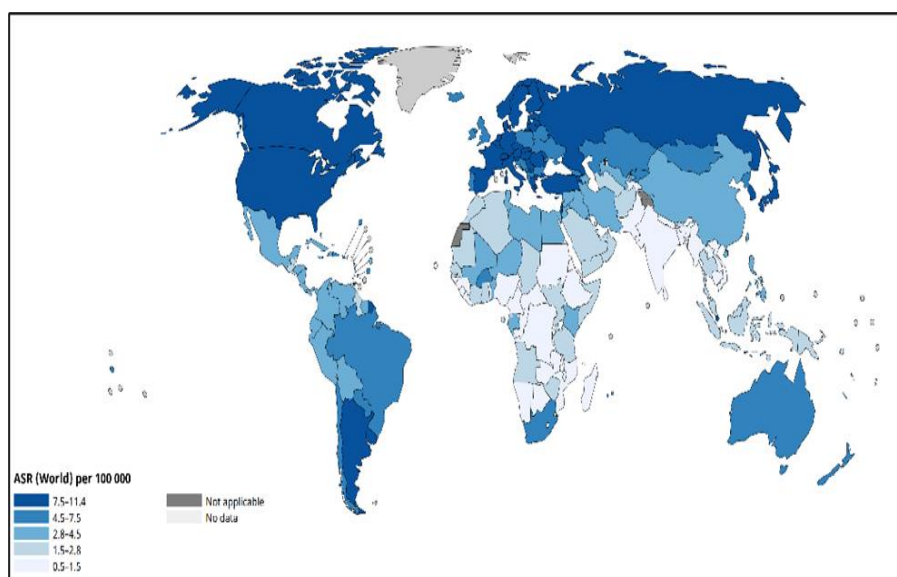 ASR (World) per 100 000
7.5–11.4
4.5–7.5
2.8–4.5
1.5–2.8
0.5–1.5
Not applicable
No data